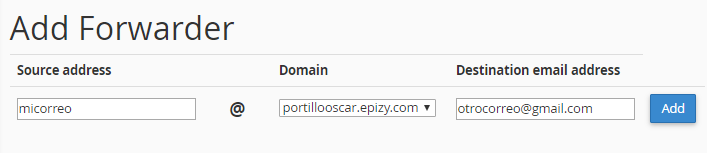 Add Forwarder
Source address Domain Destination email address
micorreo @ portillooscar.epizy.com otrocorreo@gmail.com Add